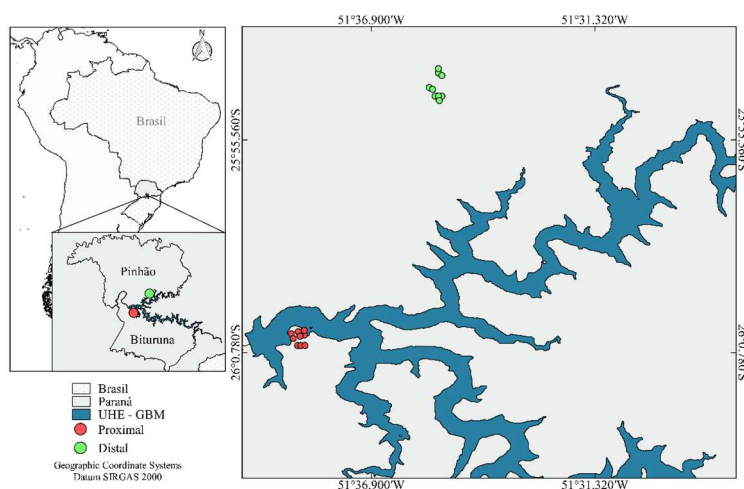 N
Brasil
Pinhão
Bituruna
Brasil
Paraná
UHE - GBM
Proximal
Distal
Geographic Coordinate Systems
Datum SIRGAS 2000
51°36.900'W
51°31.320'W
25°55.560'S
25°55.560'S
26°0.780'S
26°0.780'S
51°36.900'W
51°31.320'W